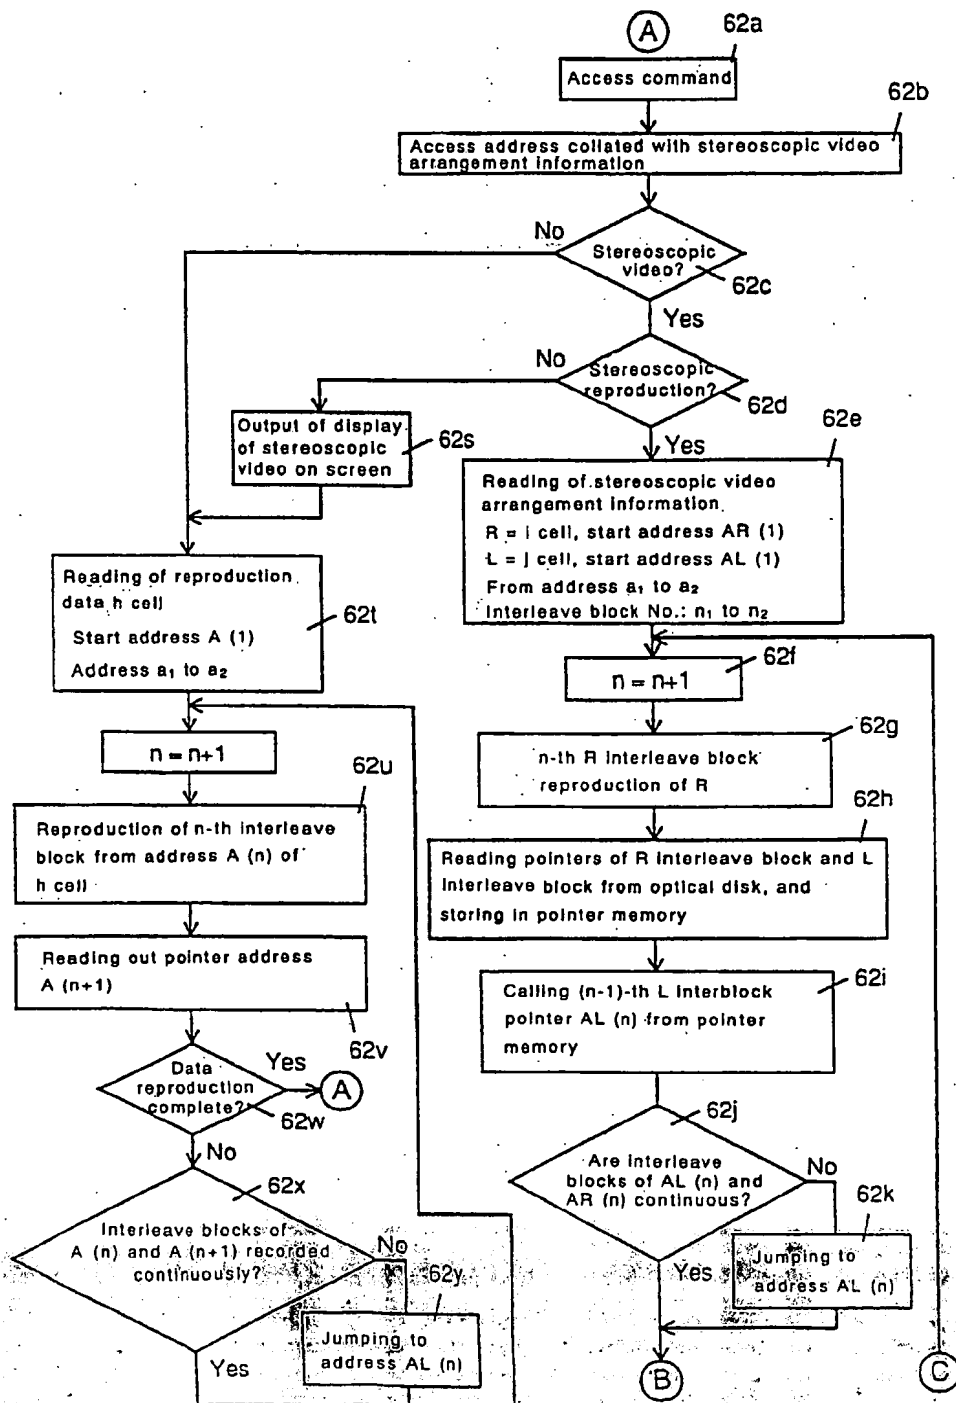 A
62a
Access command
62b
Access address collated with stereoscopic video
arrangement information
No
Stereoscopic
video?
62c
Yes
No
Stereoscopic
reproduction?
62d
Yes
Output of display
of stereoscopic
video on screen
62s
62e
Reading of stereoscopic video
arrangement information
R = i cell, start address AR (1)
L = j cell, start address AL (1)
From address a₁ to a₂
Interleave block No.: n₁ to n₂
Reading of reproduction
data h cell
Start address A (1)
Address a₁ to a₂
62t
62f
n = n+1
n = n+1
62g
n-th R interleave block
reproduction of R
62u
Reproduction of n-th interleave
block from address A (n) of
h cell
62h
Reading pointers of R interleave block and L
interleave block from optical disk, and
storing in pointer memory
Reading out pointer address
A (n+1)
62v
62i
Calling (n-1)-th L interblock
pointer AL (n) from pointer
memory
Data
reproduction
complete?
Yes
A
62w
No
62j
Are interleave
blocks of AL (n) and
AR (n) continuous?
No
62k
Jumping to
address AL (n)
Yes
62x
Interleave blocks of
A (n) and A (n+1) recorded
continuously?
No
62y
Jumping to
address AL (n)
Yes
B
C